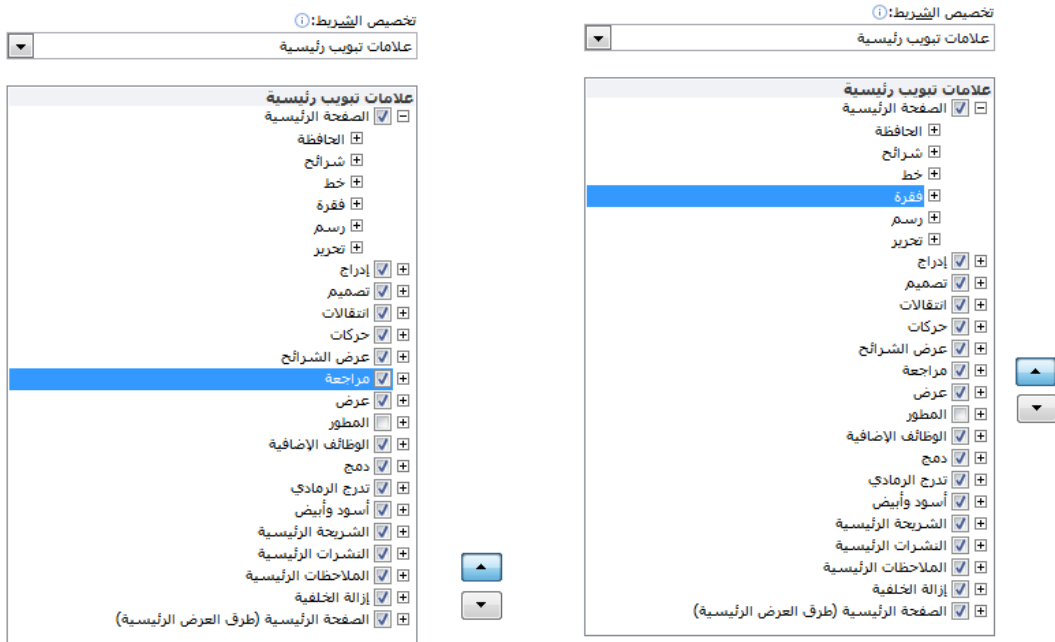 تخصيص الشريط:
علامات تبويب رئيسية
علامات تبويب رئيسية
الصفحة الرئيسية
الحافظة
شرائح
خط
فقرة
رسم
تحرير
إدراج
تصميم
انتقالات
حركات
عرض الشرائح
مراجعة
عرض
المطور
الوظائف الإضافية
دمج
تدرج الرمادي
أسود وأبيض
الشريحة الرئيسية
النشرات الرئيسية
الملاحظات الرئيسية
إزالة الخلفية
الصفحة الرئيسية (طرق العرض الرئيسية)
تخصيص الشريط:
علامات تبويب رئيسية
علامات تبويب رئيسية
الصفحة الرئيسية
الحافظة
شرائح
خط
فقرة
رسم
تحرير
إدراج
تصميم
انتقالات
حركات
عرض الشرائح
مراجعة
عرض
المطور
الوظائف الإضافية
دمج
تدرج الرمادي
أسود وأبيض
الشريحة الرئيسية
النشرات الرئيسية
الملاحظات الرئيسية
إزالة الخلفية
الصفحة الرئيسية (طرق العرض الرئيسية)